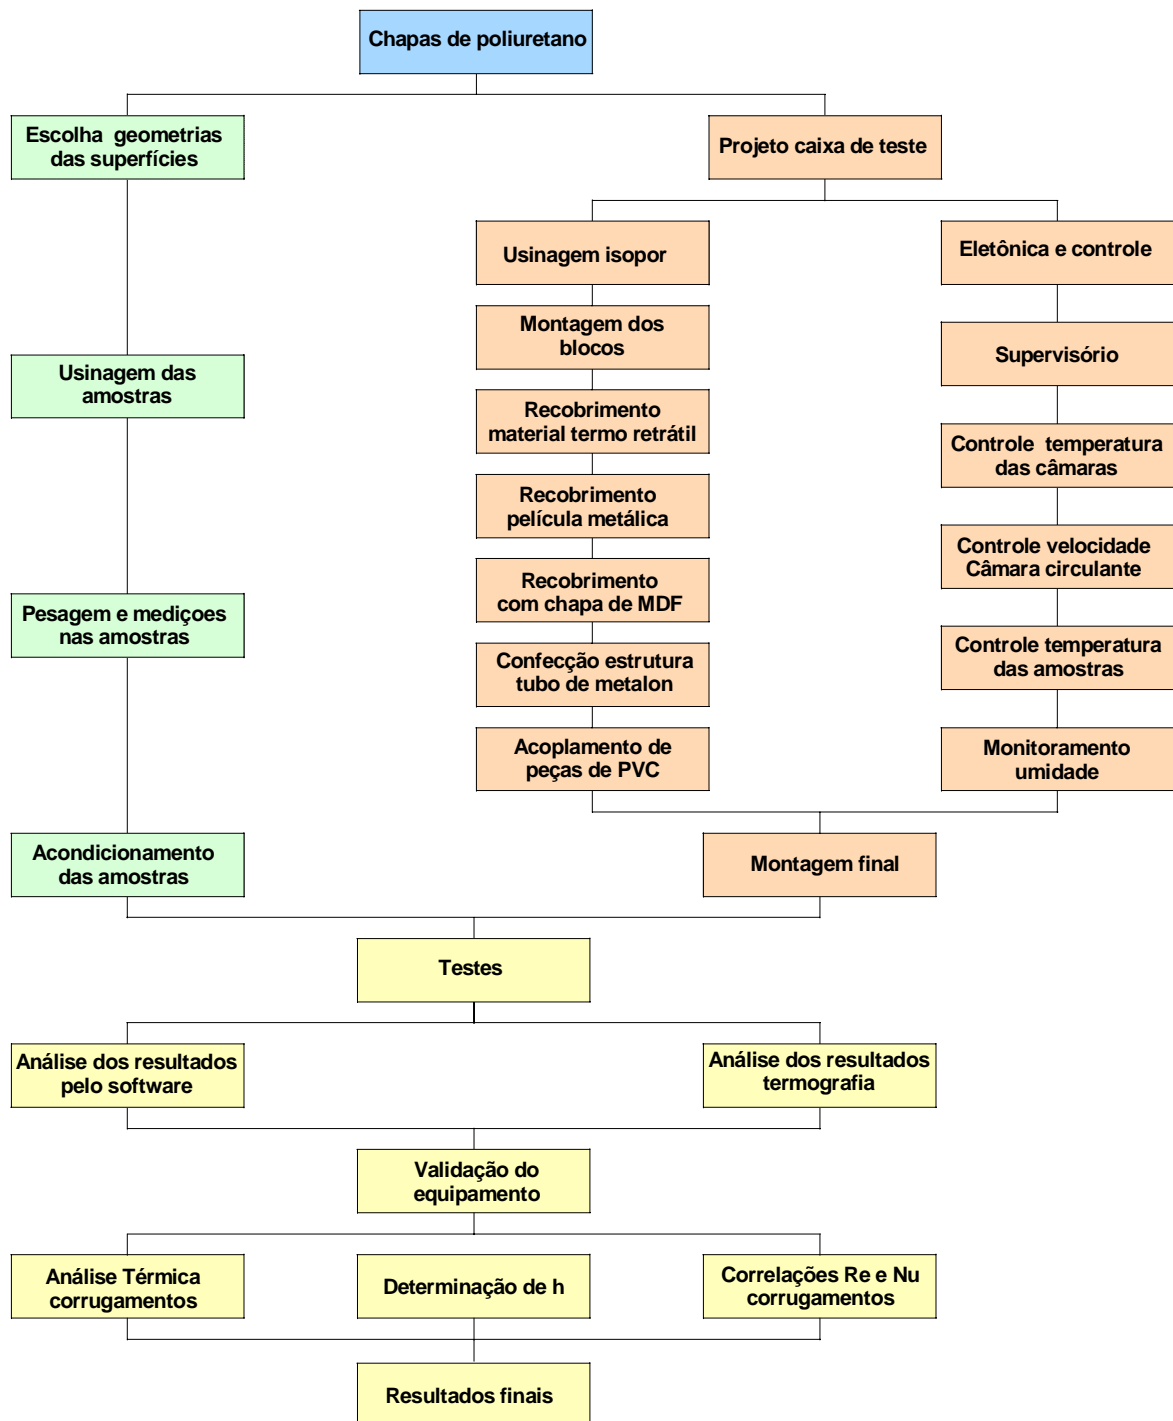 Chapas de poliuretano
Escolha geometrias
das superfícies
Projeto caixa de teste
Usinagem isopor
Eletônica e controle
Montagem dos
blocos
Supervisório
Usinagem das
amostras
Recobrimento
material termo retrátil
Controle temperatura
das câmaras
Recobrimento
película metálica
Controle velocidade
Câmara circulante
Recobrimento
com chapa de MDF
Pesagem e mediçoes
nas amostras
Confecção estrutura
tubo de metalon
Controle temperatura
das amostras
Acoplamento de
peças de PVC
Monitoramento
umidade
Acondicionamento
das amostras
Montagem final
Testes
Análise dos resultados
pelo software
Análise dos resultados
termografia
Validação do
equipamento
Análise Térmica
corrugamentos
Determinação de h
Correlações Re e Nu
corrugamentos
Resultados finais